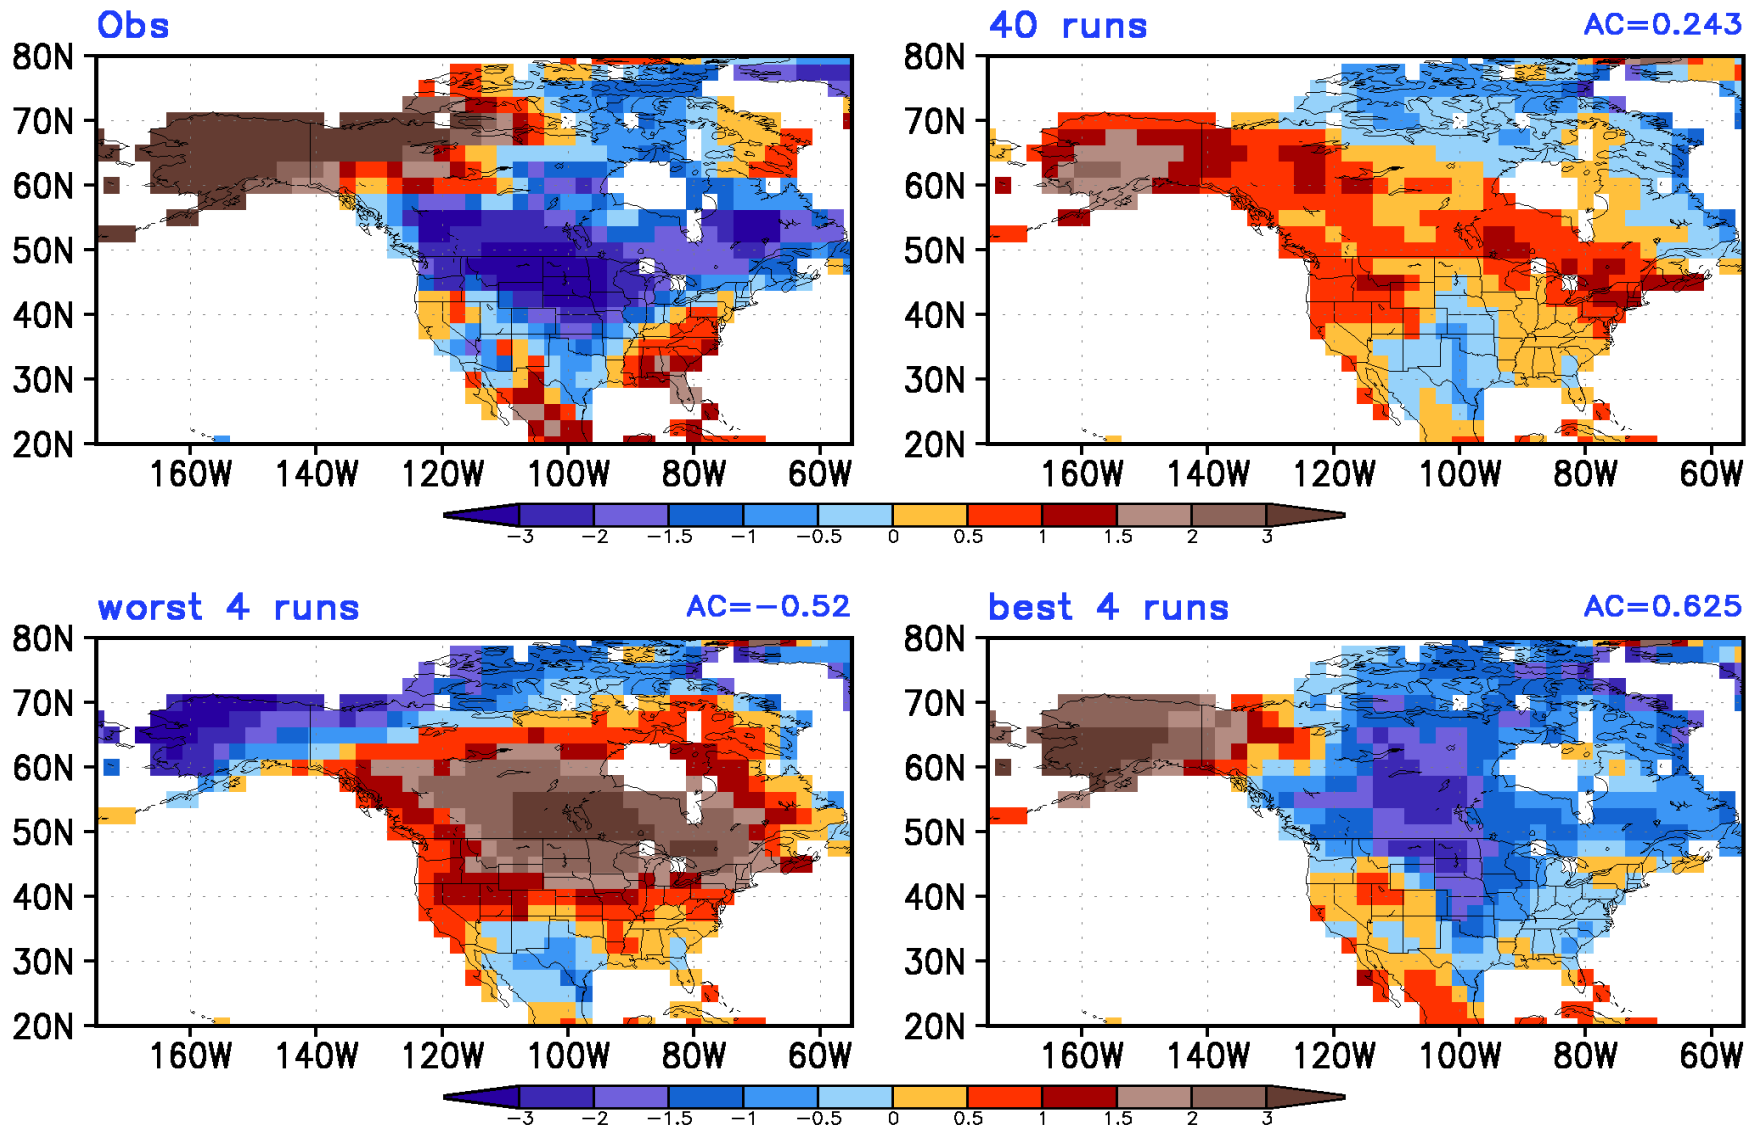 Obs
40 runs AC=0.243
80N
70N
60N
50N
40N
30N
20N
160W 140W 120W 100W 80W 60W
80N
70N
60N
50N
40N
30N
20N
160W 140W 120W 100W 80W 60W
-3 -2 -1.5 -1 -0.5 0 0.5 1 1.5 2 3
worst 4 runs AC=-0.52
best 4 runs AC=0.625
80N
70N
60N
50N
40N
30N
20N
160W 140W 120W 100W 80W 60W
80N
70N
60N
50N
40N
30N
20N
160W 140W 120W 100W 80W 60W
-3 -2 -1.5 -1 -0.5 0 0.5 1 1.5 2 3